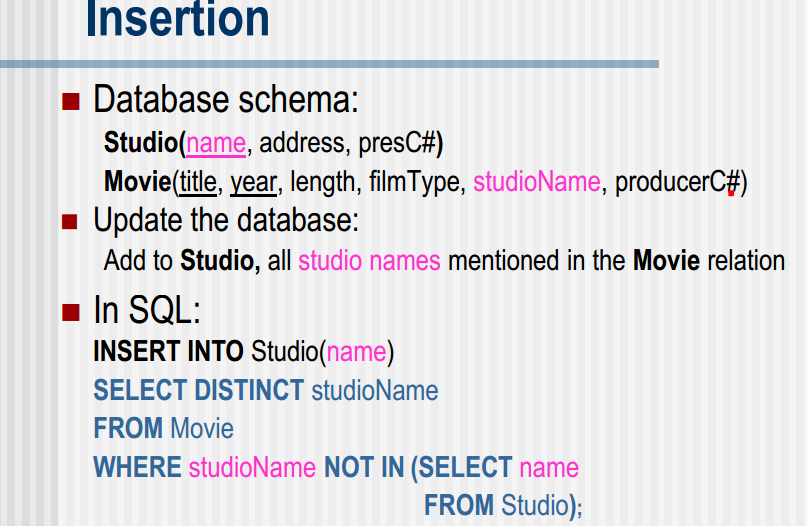 Insertion
Database schema:
Studio(name, address, presC#)
Movie(title, year, length, filmType, studioName, producerC#)
Update the database:
Add to Studio, all studio names mentioned in the Movie relation
In SQL:
INSERT INTO Studio(name)
SELECT DISTINCT studioName
FROM Movie
WHERE studioName NOT IN (SELECT name
FROM Studio);